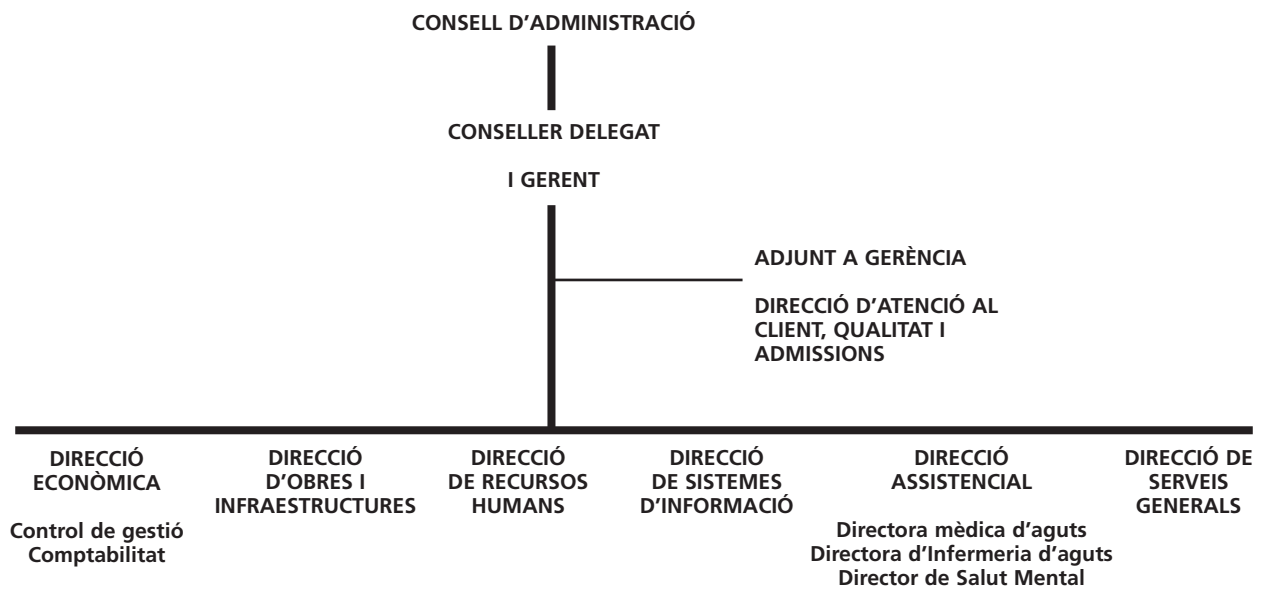 CONSELL D'ADMINISTRACIÓ
CONSELLER DELEGAT
I GERENT
ADJUNT A GERÈNCIA
DIRECCIÓ D'ATENCIÓ AL
CLIENT, QUALITAT I
ADMISSIONS
DIRECCIÓ
ECONÒMICA
Control de gestió
Comptabilitat
DIRECCIÓ
D'OBRES I
INFRAESTRUCTURES
DIRECCIÓ
DE RECURSOS
HUMANS
DIRECCIÓ
DE SISTEMES
D'INFORMACIÓ
DIRECCIÓ
ASSISTENCIAL
Directora mèdica d'aguts
Directora d'Infermeria d'aguts
Director de Salut Mental
DIRECCIÓ DE
SERVEIS
GENERALS